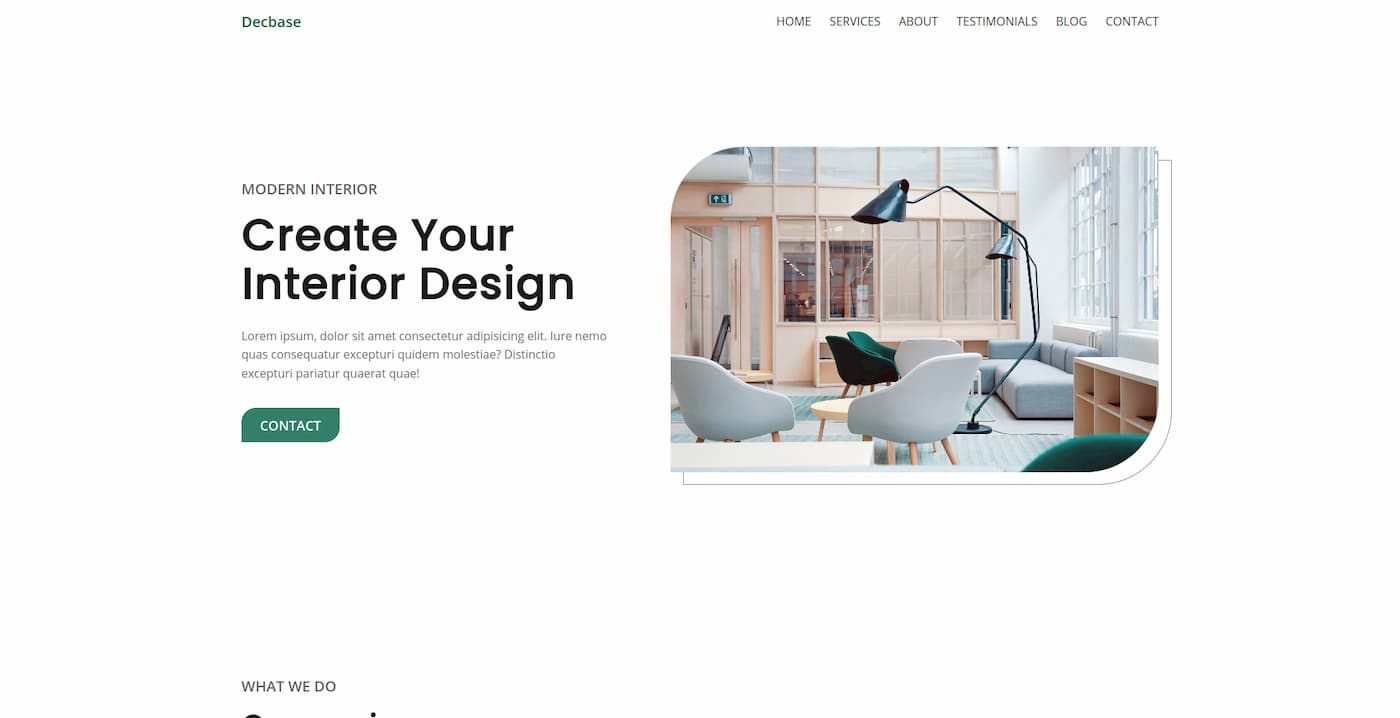 Decbase
HOME SERVICES ABOUT TESTIMONIALS BLOG CONTACT
MODERN INTERIOR
Create Your
Interior Design
Lorem ipsum, dolor sit amet consectetur adipisicing elit. Iure nemo
quas consequatur excepturi quidem molestiae? Distinctio
excepturi pariatur quaerat quae!
CONTACT
WHAT WE DO